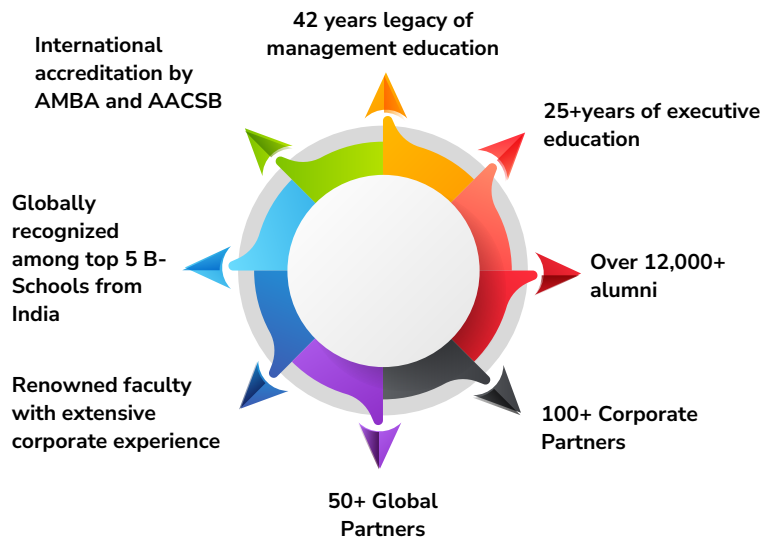 42 years legacy of
management education
25+years of executive
education
Over 12,000+
alumni
100+ Corporate
Partners
50+ Global
Partners
Renowned faculty
with extensive
corporate experience
Globally
recognized
among top 5 B-
Schools from
India
International
accreditation by
AMBA and AACSB